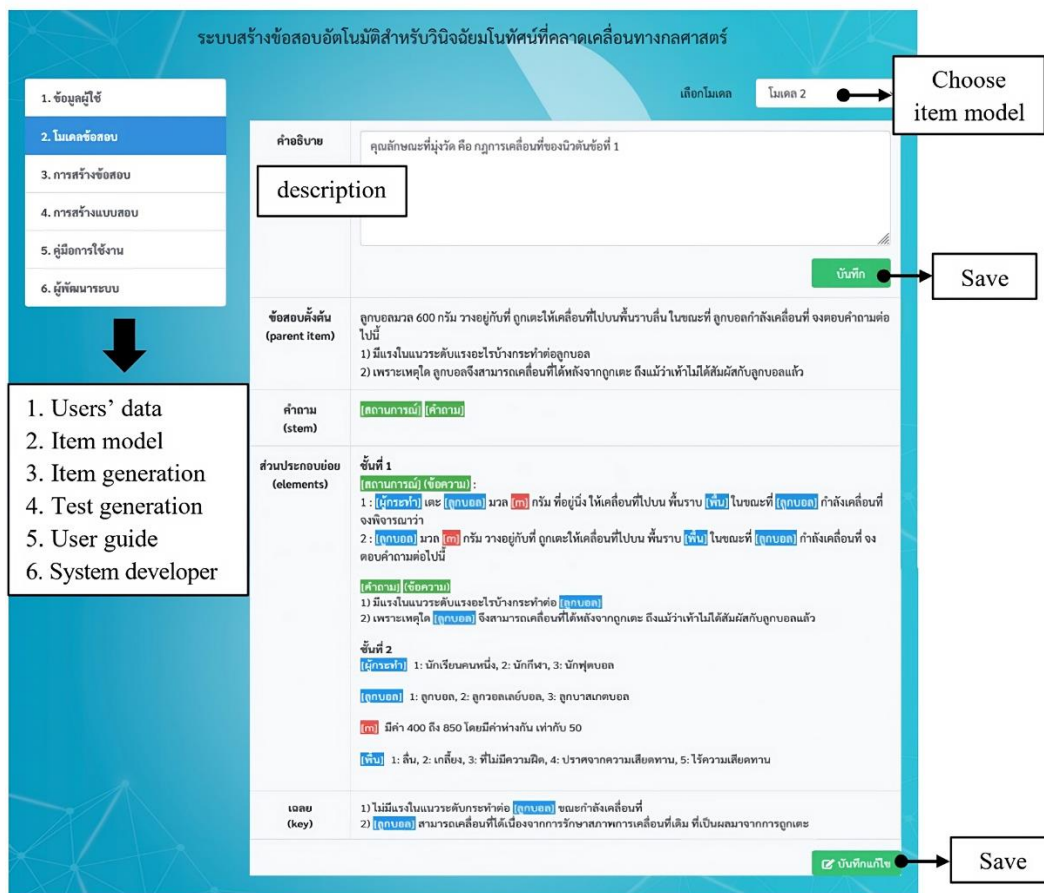 ระบบสร้างข้อสอบอัตโนมัติสำหรับวินิจฉัยมโนทัศน์ที่คลาดเคลื่อนทางกลศาสตร์
1. ข้อมูลผู้ใช้
2. โมเดลข้อสอบ
3. การสร้างข้อสอบ
4. การสร้างแบบสอบ
5. คู่มือการใช้งาน
6. ผู้พัฒนาระบบ
1. Users’ data
2. Item model
3. Item generation
4. Test generation
5. User guide
6. System developer
เลือกโมเดล
โมเดล 2
Choose
item model
คำอธิบาย
description
คุณลักษณะที่มุ่งวัด คือ กฎการเคลื่อนที่ของนิวตันข้อที่ 1
บันทึก
Save
ข้อสอบตั้งต้น
(parent item)
ลูกบอลมวล 600 กรัม วางอยู่กับที่ ถูกเตะให้เคลื่อนที่ไปบนพื้นราบลื่น ในขณะที่ ลูกบอลกำลังเคลื่อนที่ จงตอบคำถามต่อ
ไปนี้
1) มีแรงในแนวระดับแรงอะไรบ้างกระทำต่อลูกบอล
2) เพราะเหตุใด ลูกบอลจึงสามารถเคลื่อนที่ได้หลังจากถูกเตะ ถึงแม้ว่าเท้าไม่ได้สัมผัสกับลูกบอลแล้ว
คำถาม
(stem)
[สถานการณ์] [คำถาม]
ส่วนประกอบย่อย
(elements)
ชั้นที่ 1
[สถานการณ์] (ข้อความ) :
1 : [ผู้กระทำ] เตะ [ลูกบอล] มวล [m] กรัม ที่อยู่นิ่ง ให้เคลื่อนที่ไปบน พื้นราบ [พื้น] ในขณะที่ [ลูกบอล] กำลังเคลื่อนที่
จงพิจารณาว่า
2 : [ลูกบอล] มวล [m] กรัม วางอยู่กับที่ ถูกเตะให้เคลื่อนที่ไปบน พื้นราบ [พื้น] ในขณะที่ [ลูกบอล] กำลังเคลื่อนที่ จง
ตอบคำถามต่อไปนี้
[คำถาม] (ข้อความ)
1) มีแรงในแนวระดับแรงอะไรบ้างกระทำต่อ [ลูกบอล]
2) เพราะเหตุใด [ลูกบอล] จึงสามารถเคลื่อนที่ได้หลังจากถูกเตะ ถึงแม้ว่าเท้าไม่ได้สัมผัสกับลูกบอลแล้ว
ชั้นที่ 2
[ผู้กระทำ] 1: นักเรียนคนหนึ่ง, 2: นักกีฬา, 3: นักฟุตบอล
[ลูกบอล] 1: ลูกบอล, 2: ลูกวอลเลย์บอล, 3: ลูกบาสเกตบอล
[m] มีค่า 400 ถึง 850 โดยมีค่าห่างกัน เท่ากับ 50
[พื้น] 1: ลื่น, 2: เกลี้ยง, 3: ที่ไม่มีความฝืด, 4: ปราศจากความเสียดทาน, 5: ไร้ความเสียดทาน
เฉลย
(key)
1) ไม่มีแรงในแนวระดับกระทำต่อ [ลูกบอล] ขณะกำลังเคลื่อนที่
2) [ลูกบอล] สามารถเคลื่อนที่ได้เนื่องจากการรักษาสภาพการเคลื่อนที่เดิม ที่เป็นผลมาจากการถูกเตะ
บันทึกแก้ไข
Save